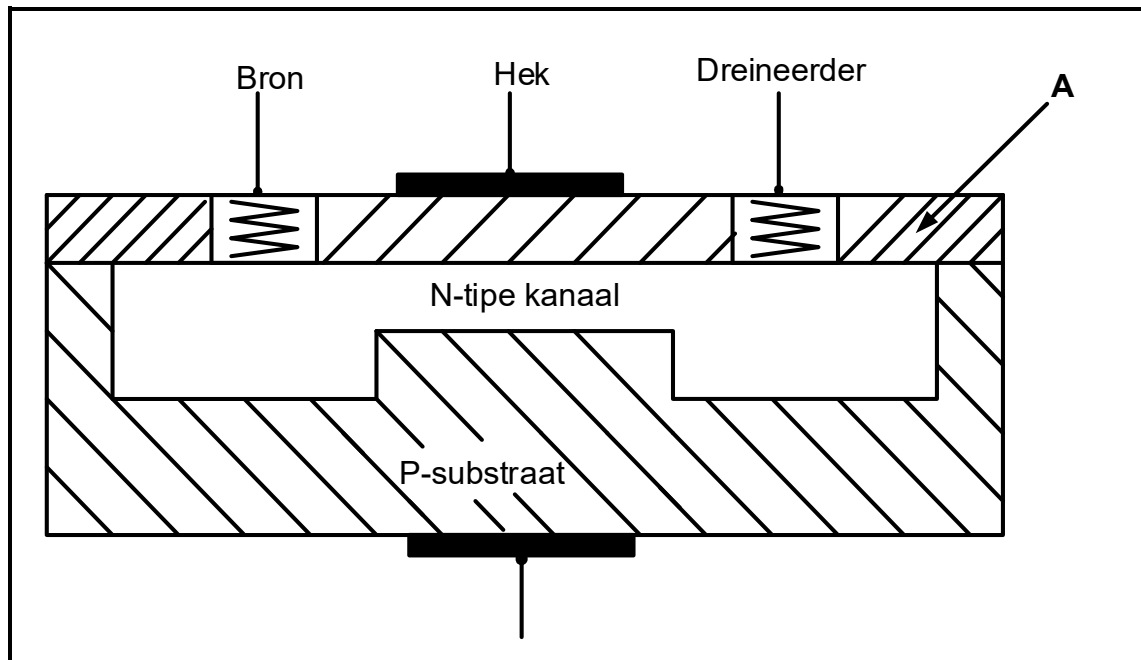 Bron
Hek
Dreineerder
A
N-tipe kanaal
P-substraat